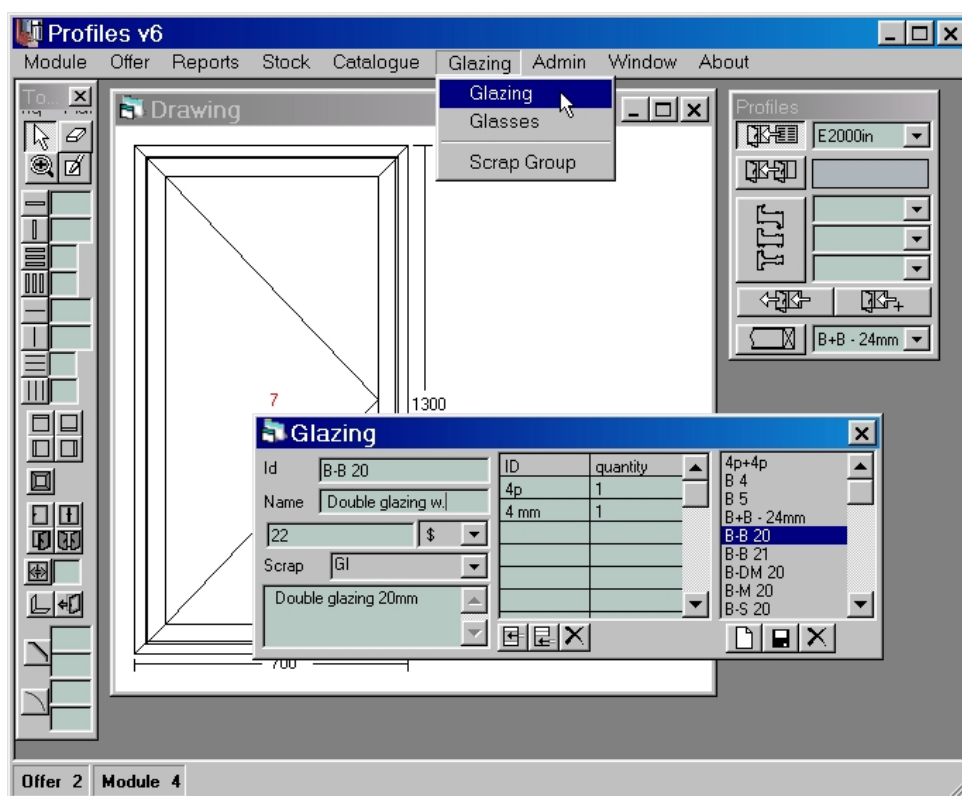 Profiles v6
Module Offer Reports Stock Catalogue Glazing Admin Window About
Glazing
Glasses
Scrap Group
To...
Drawing
7
1300
700
Profiles
E2000in
B+B - 24mm
Glazing
Id B-B 20
Name Double glazing w.
22 $
Scrap Gl
Double glazing 20mm
ID quantity
4p 1
4 mm 1
4p+4p
B 4
B 5
B+B - 24mm
B-B 20
B-B 21
B-DM 20
B-M 20
B-S 20
Offer 2 Module 4